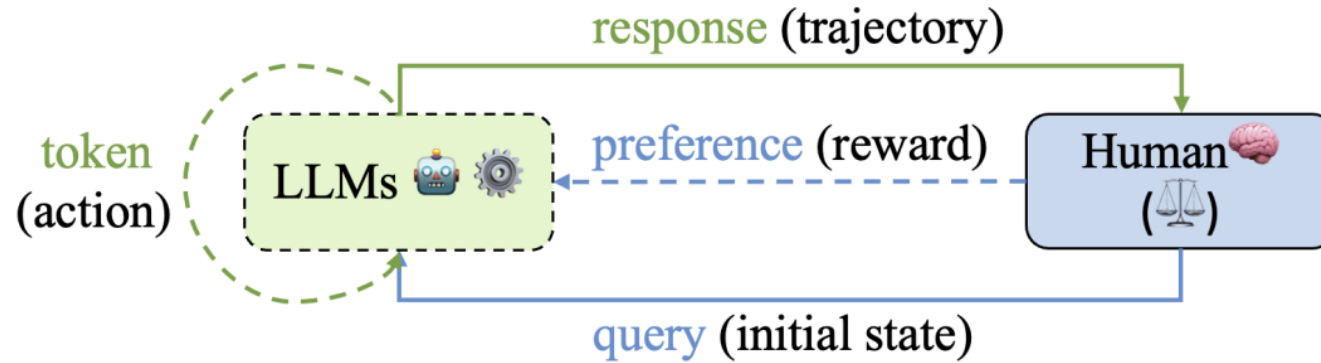 response (trajectory)
token
(action)
LLMs
preference (reward)
Human
(⚖)
query (initial state)